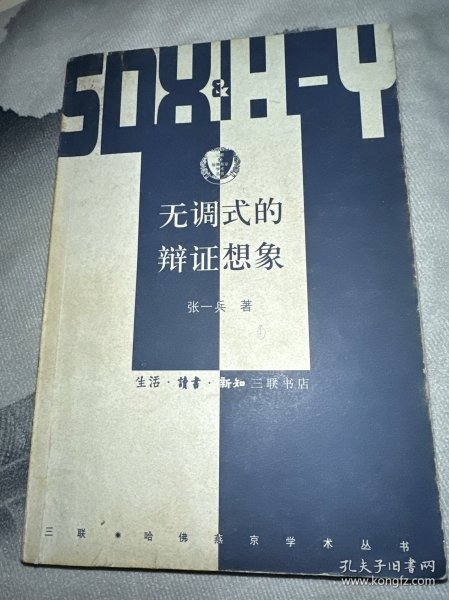 SDX&H-Y
无调式的
辩证想象
张一兵 著
生活·讀書·新知 三联书店
三联·哈佛燕京学术丛书
孔夫子旧书网
www.kongfz.com